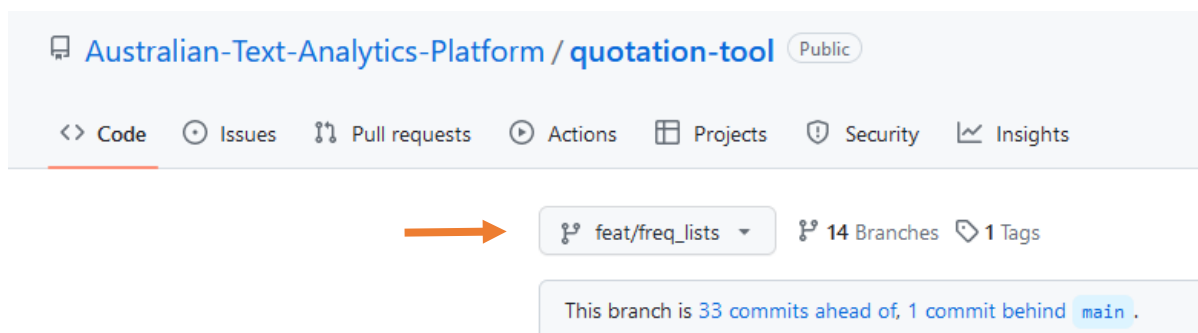 Australian-Text-Analytics-Platform / quotation-tool Public
Code Issues Pull requests Actions Projects Security Insights
feat/freq_lists 14 Branches 1 Tags
This branch is 33 commits ahead of, 1 commit behind main .